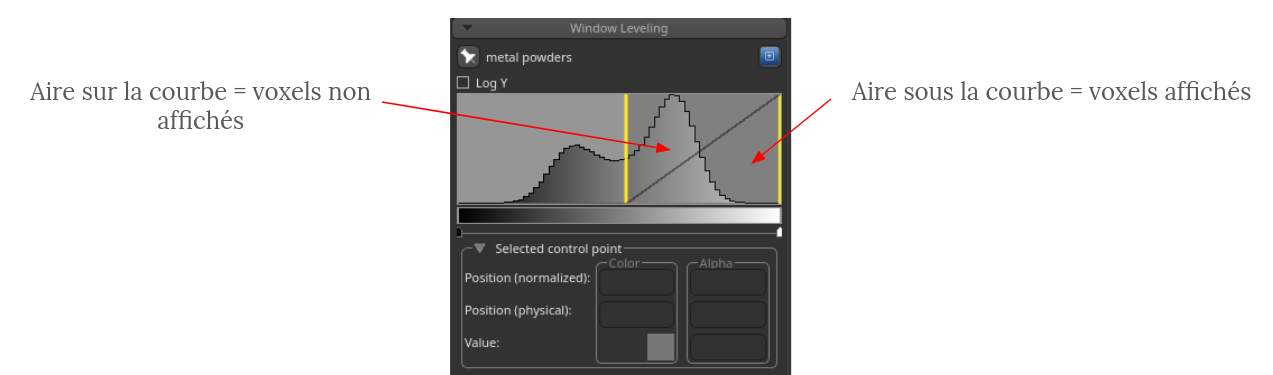 Window Leveling
metal powders
Log Y
Aire sur la courbe = voxels non
affichés
Aire sous la courbe = voxels affichés
Selected control point
Color
Alpha
Position (normalized):
Position (physical):
Value: